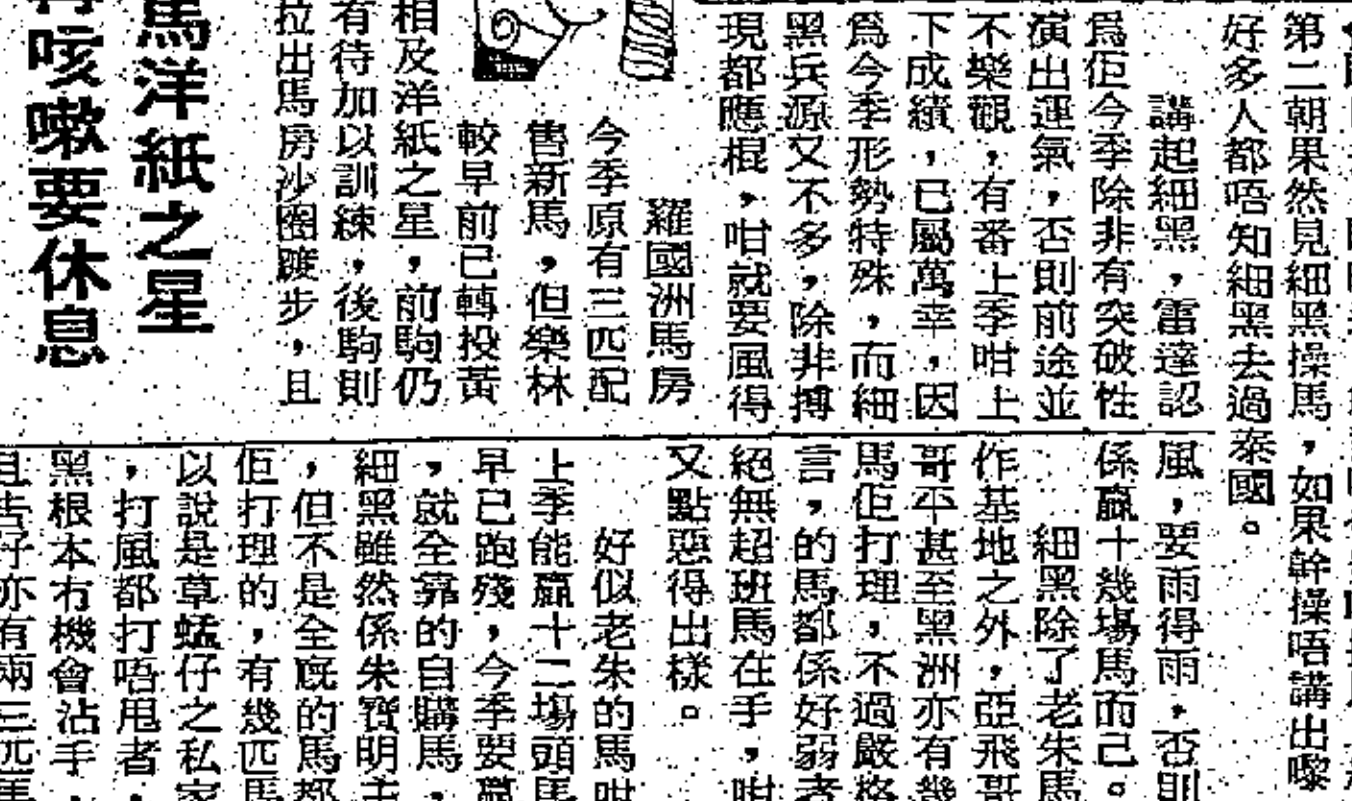 第二朝果然見細黑操馬，如果幹操唔講出嚟
好多人都唔知細黑去過泰國。
講起細黑，雷達認
爲佢今季除非有突破性
演出運氣，否則前途並
不樂觀，有番上季咁上
下成績，已屬萬幸，因
爲今季形勢特殊，而細
黑兵源又不多，除非搏
現都應棍，咁就要風得
風，要雨得雨，否則
係贏十幾場馬而已。
細黑除了老朱馬
作基地之外，亞飛哥
哥不甚至黑洲亦有幾
馬佢打理，不過嚴格
言，的馬都係好弱者
絕無超班馬在手，咁
又點惡得出樣。
好似老朱的馬咁
上季能贏十二場頭馬
早已跑殘，今季要贏
，就全靠的自購馬，
細黑雖然係朱寶明主
，但不是全廐的馬都
佢打理的，有幾匹馬
以說是草蜢仔之私家
，打風都打唔甩者，
黑根本冇機會沾手，
且告好亦有兩三匹馬
馬洋紙之星
咳嗽要休息
羅國洲馬房
今季原有三匹配
售新馬，但樂林
較早前已轉投黃
相及洋紙之星，前駒仍
有待加以訓練，後駒則
拉出馬房沙圈踱步，且